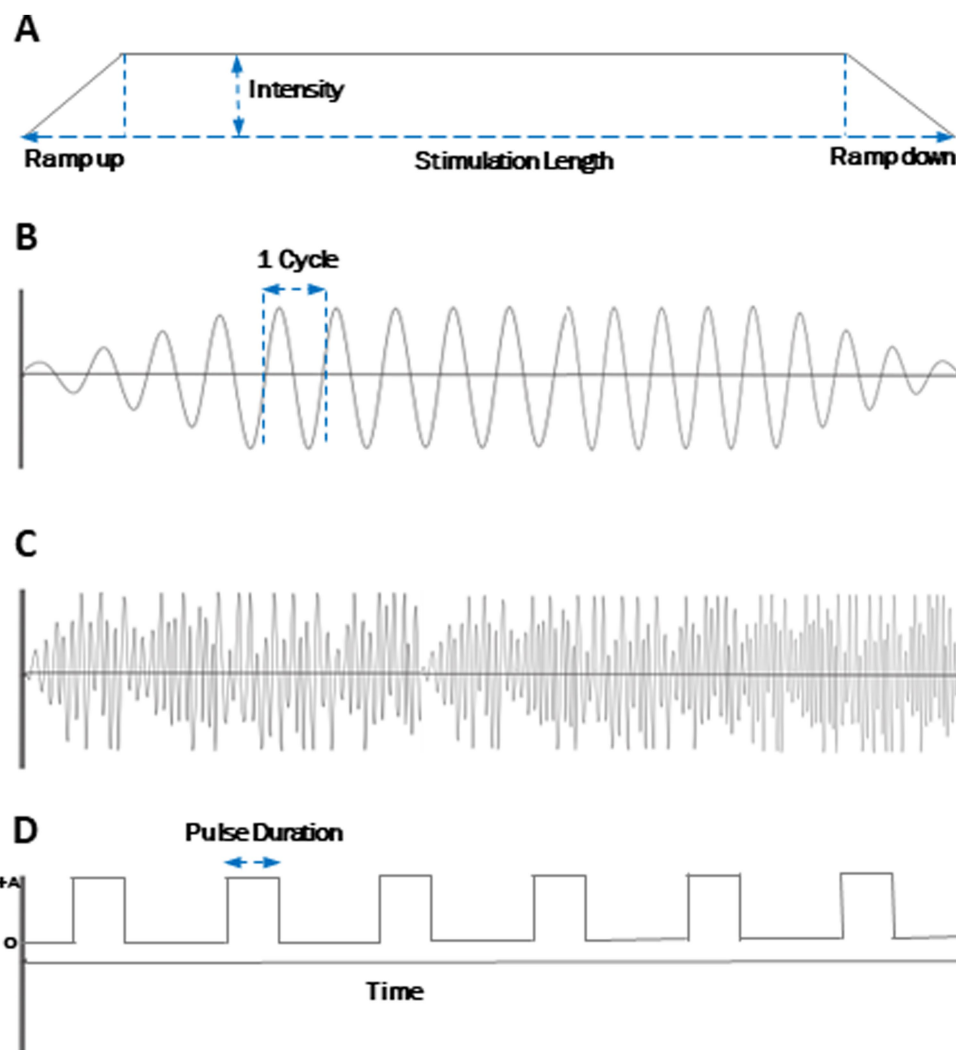 A
Intensity
Ramp up
Stimulation Length
Ramp down
B
1 Cycle
C
D
Pulse Duration
+A
0
Time